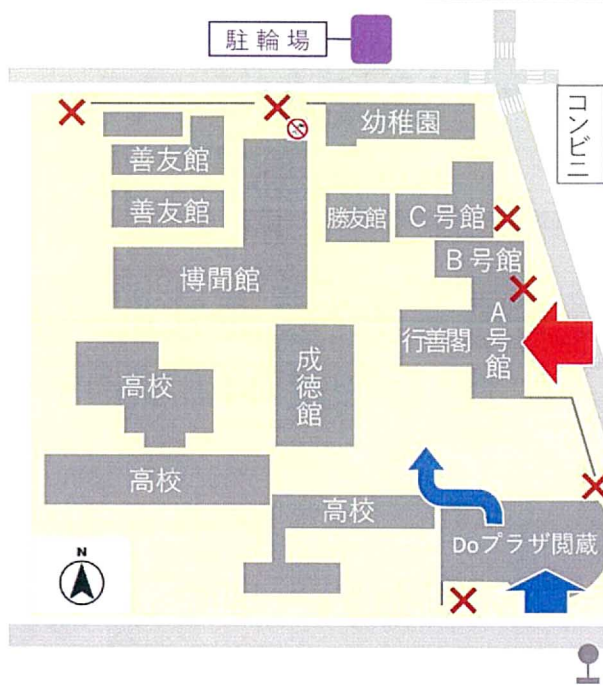 駐輪場
コンビニ
幼稚園
善友館
善友館
勝友館
C号館
B号館
博聞館
A号館
行善閣
成徳館
高校
高校
高校
Doプラザ閲蔵
N